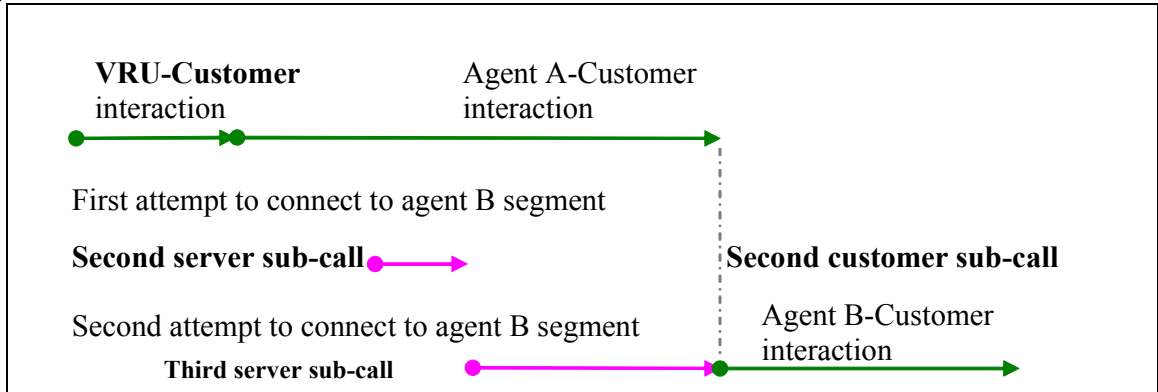 VRU-Customer
interaction
Agent A-Customer
interaction
First attempt to connect to agent B segment
Second server sub-call
Second customer sub-call
Second attempt to connect to agent B segment
Agent B-Customer
interaction
Third server sub-call